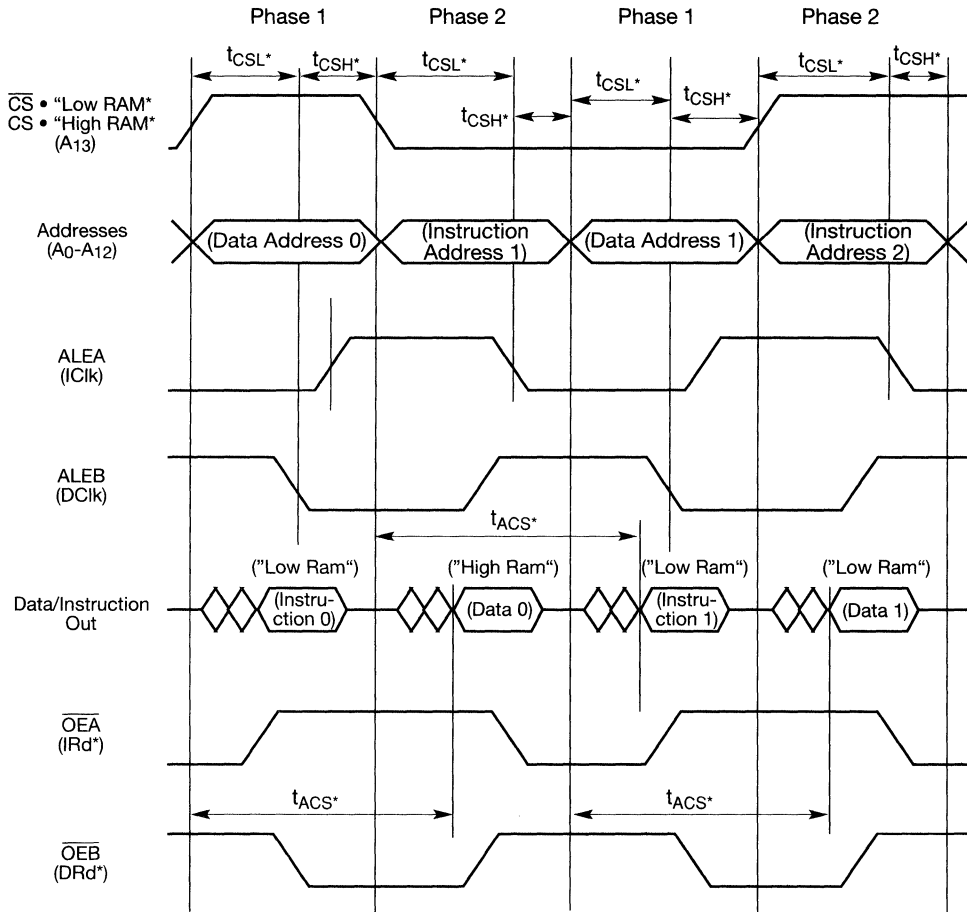 Phase 1 Phase 2 Phase 1 Phase 2
tCSL* tCSH* tCSL* tCSL* tCSH* tCSL* tCSH*
tCSH*
CS • “Low RAM*
CS • “High RAM*
(A13)
Addresses
(A0-A12)
(Data Address 0)
(Instruction
Address 1)
(Data Address 1)
(Instruction
Address 2)
ALEA
(IClk)
ALEB
(DClk)
tACS*
("Low Ram“) ("High Ram“) ("Low Ram“) ("Low Ram“)
Data/Instruction
Out
(Instru-
ction 0)
(Data 0)
(Instru-
ction 1)
(Data 1)
OEA
(IRd*)
tACS* tACS*
OEB
(DRd*)